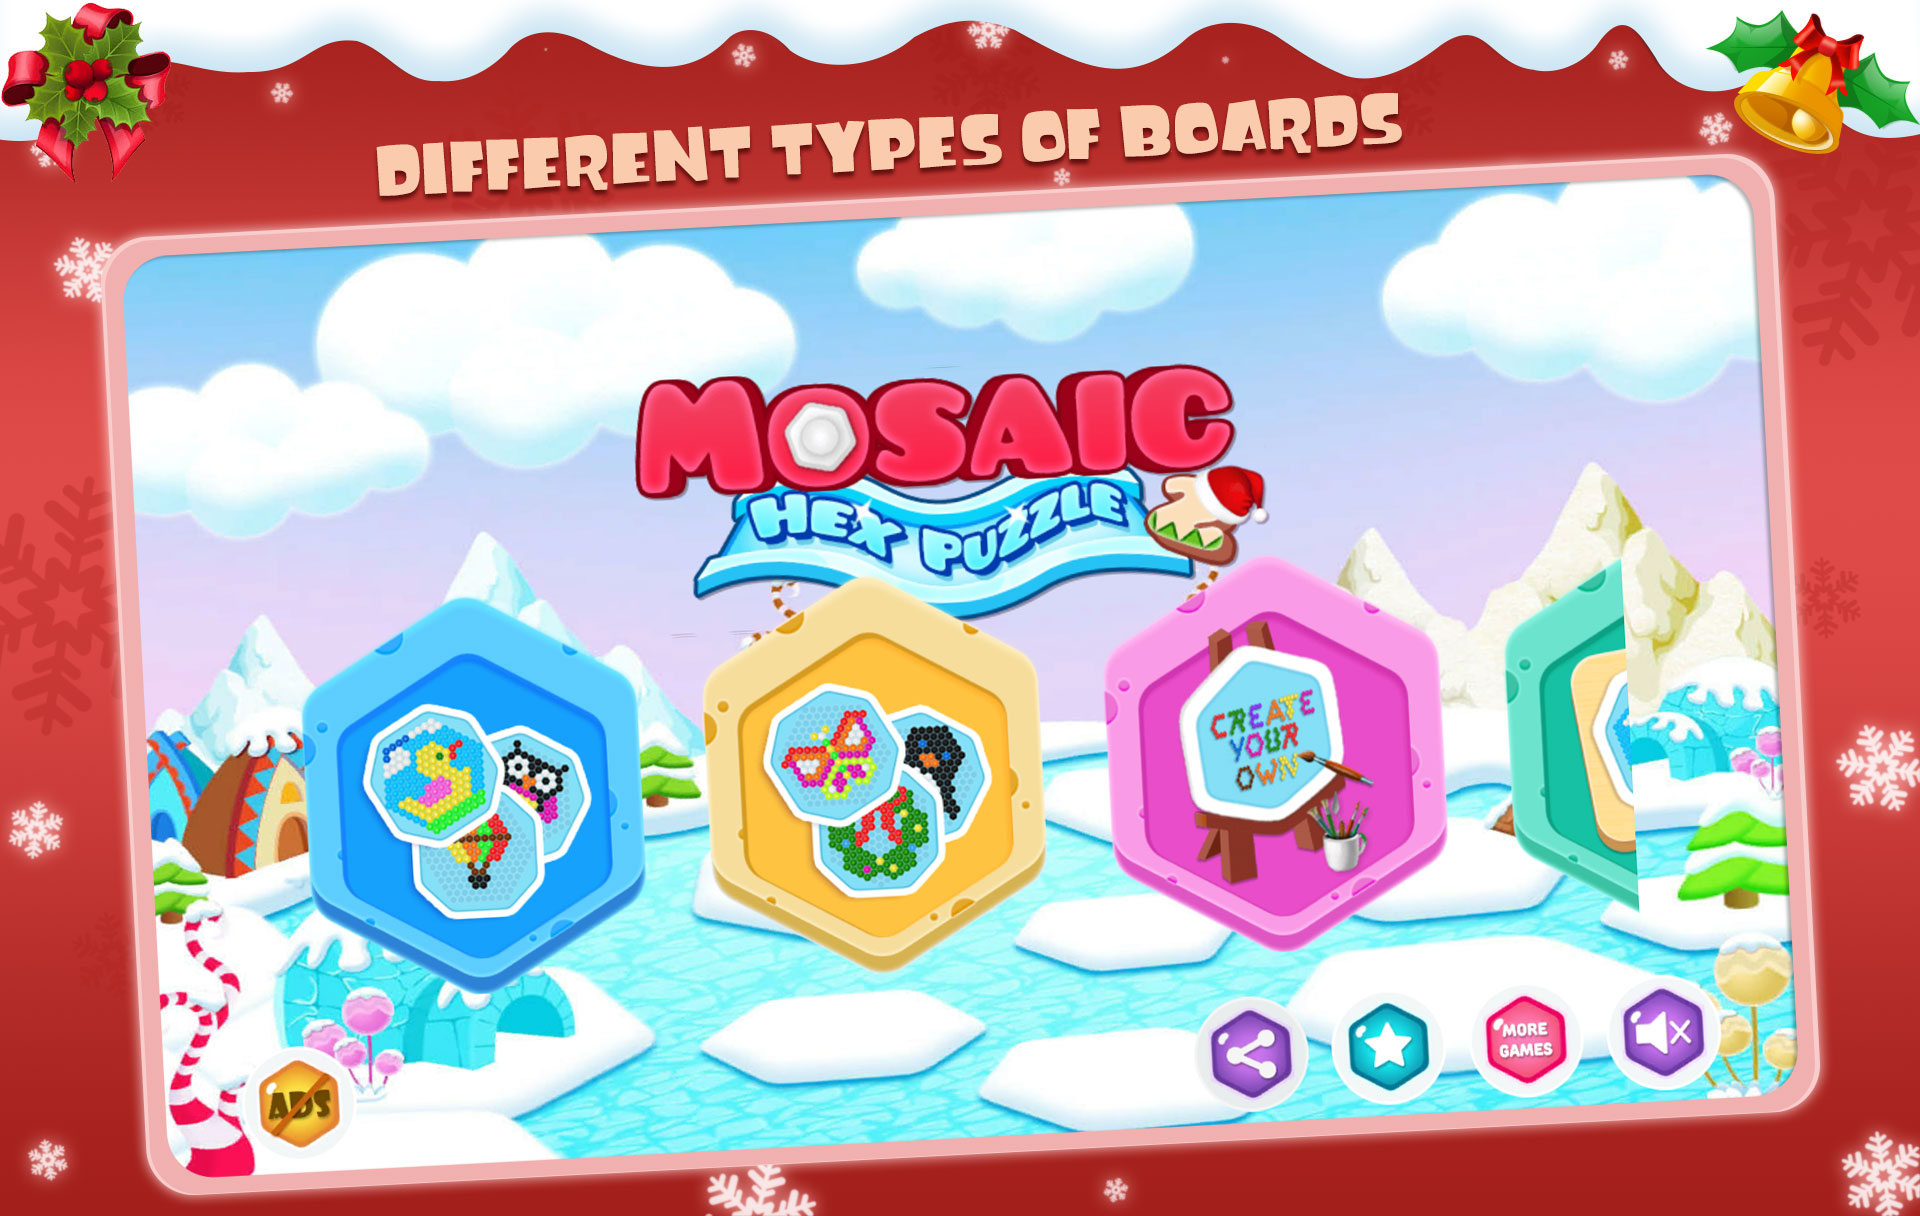 DIFFERENT TYPES OF BOARDS
MOSAIC
HEX PUZZLE
CREATE
YOUR
OWN
MORE
GAMES
ADS